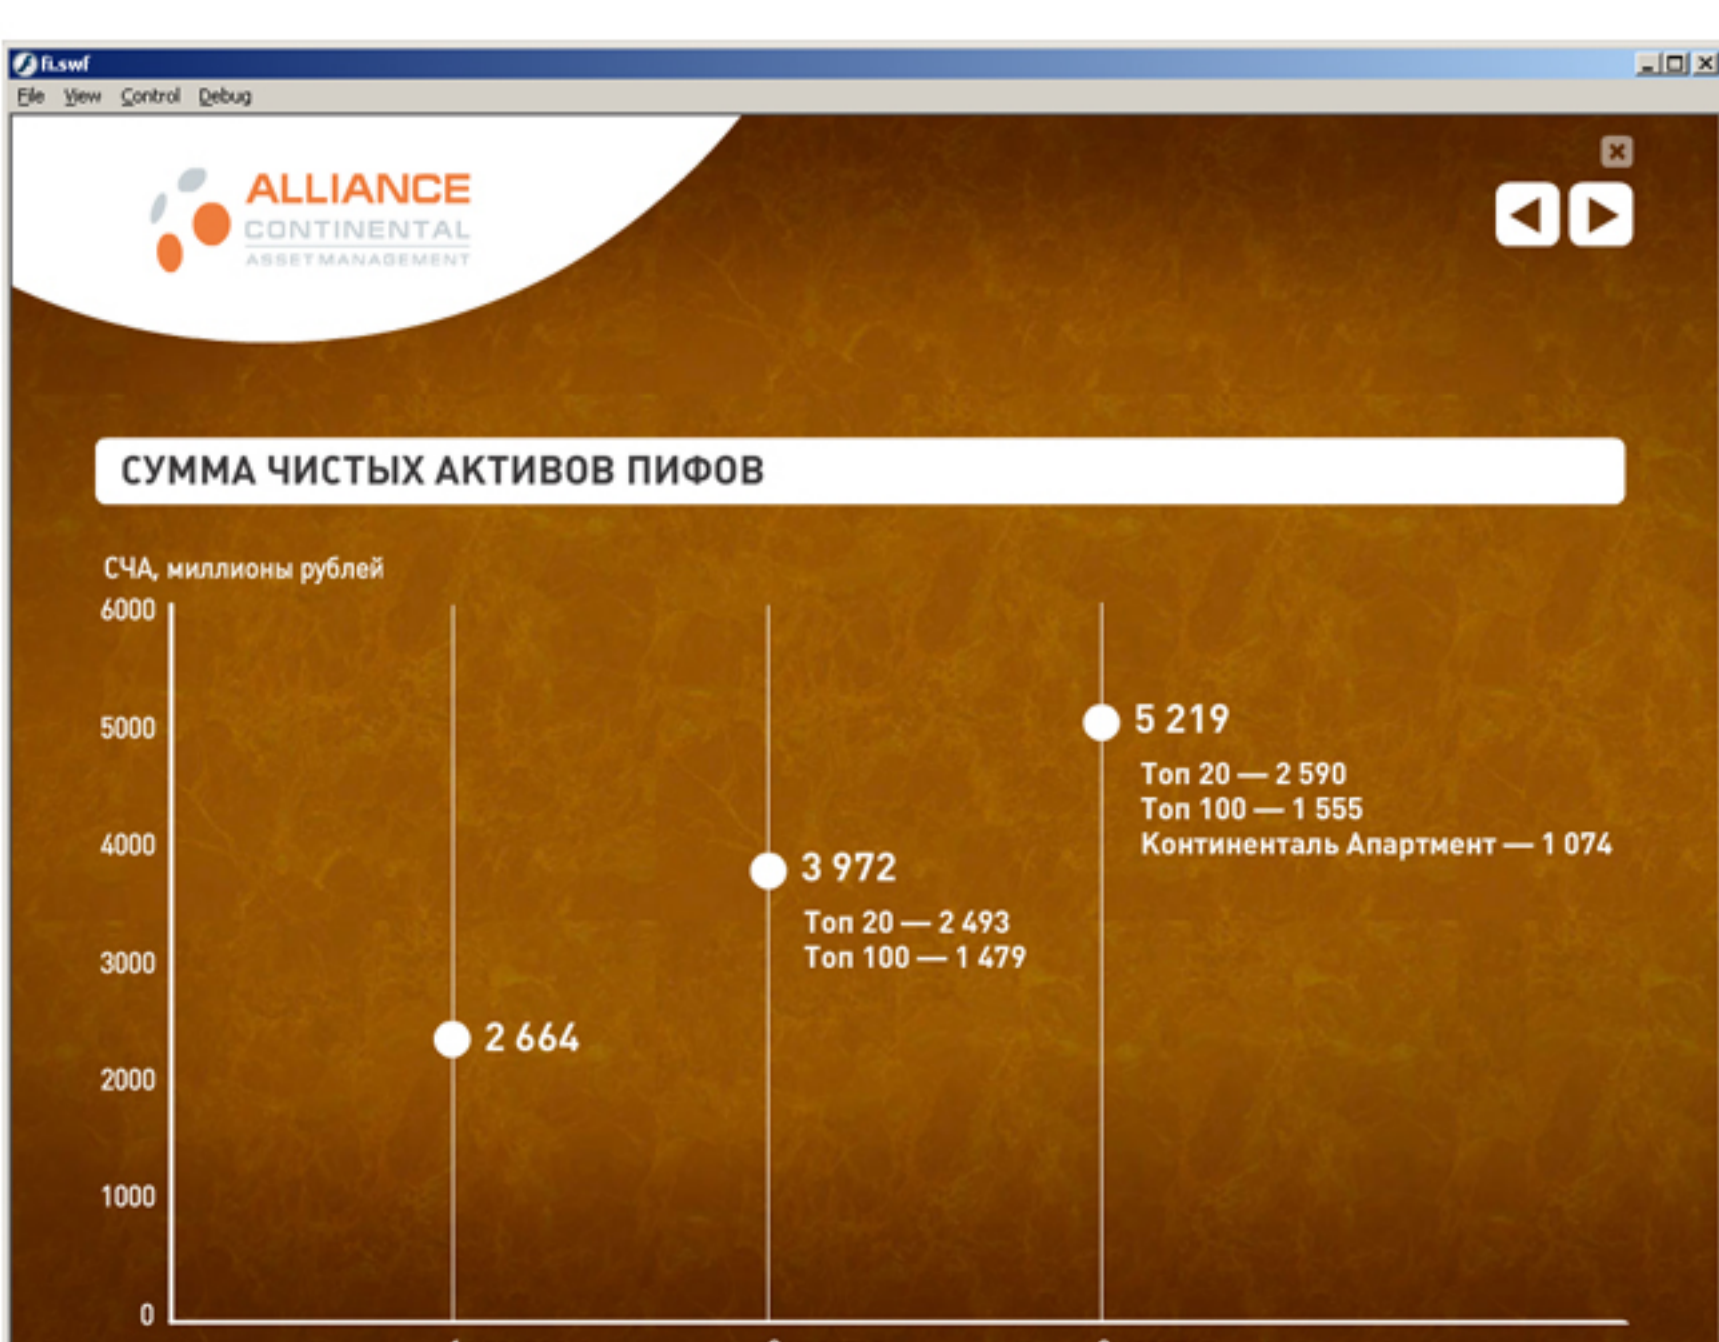 fi.swf
File View Control Debug
ALLIANCE
CONTINENTAL
ASSET MANAGEMENT
СУММА ЧИСТЫХ АКТИВОВ ПИФОВ
СЧА, миллионы рублей
6000
5000
5 219
Топ 20 — 2 590
Топ 100 — 1 555
Континенталь Апартмент — 1 074
4000
3 972
Топ 20 — 2 493
Топ 100 — 1 479
3000
2 664
2000
1000
0